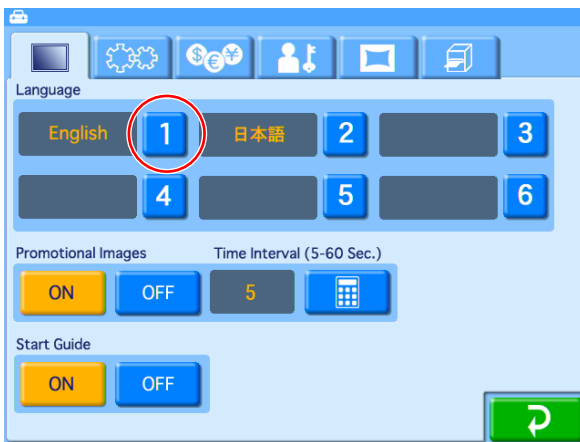 $ € ¥
Language
English 1 日本語 2 3
4 5 6
Promotional Images Time Interval (5-60 Sec.)
ON OFF 5
Start Guide
ON OFF